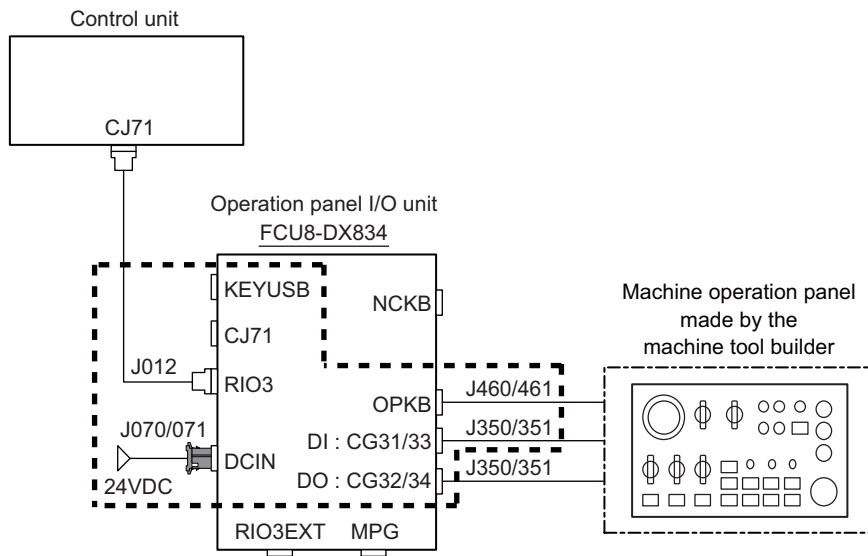 Control unit
CJ71
Operation panel I/O unit
FCU8-DX834
KEYUSB
NCKB
Machine operation panel
made by the
machine tool builder
CJ71
J012
RIO3
OPKB
J460/461
J070/071
DI : CG31/33
J350/351
DCIN
24VDC
DO : CG32/34
J350/351
RIO3EXT
MPG